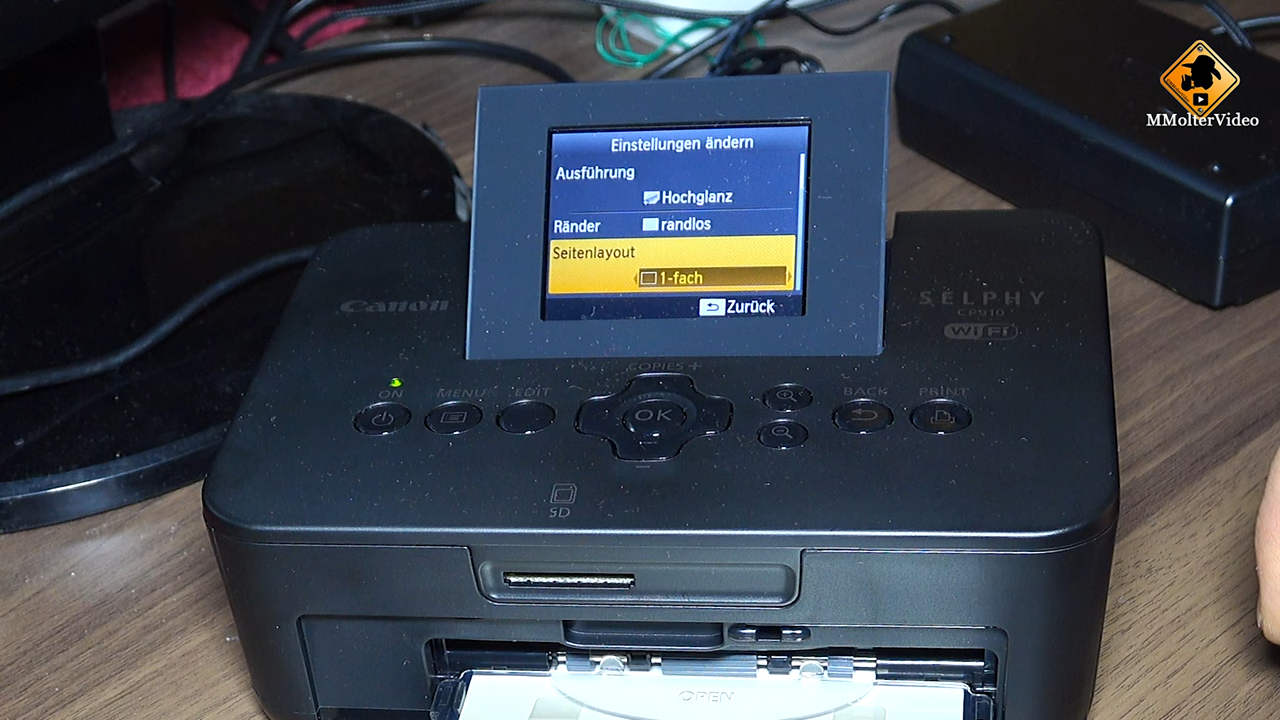 MMolterVideo
Einstellungen ändern
Ausführung
Hochglanz
Ränder randlos
Seitenlayout
1-fach
Zurück
Canon
SELPHY
CP910
WiFi
COPIES +
ON MENU EDIT BACK PRINT
OK
SD
OPEN